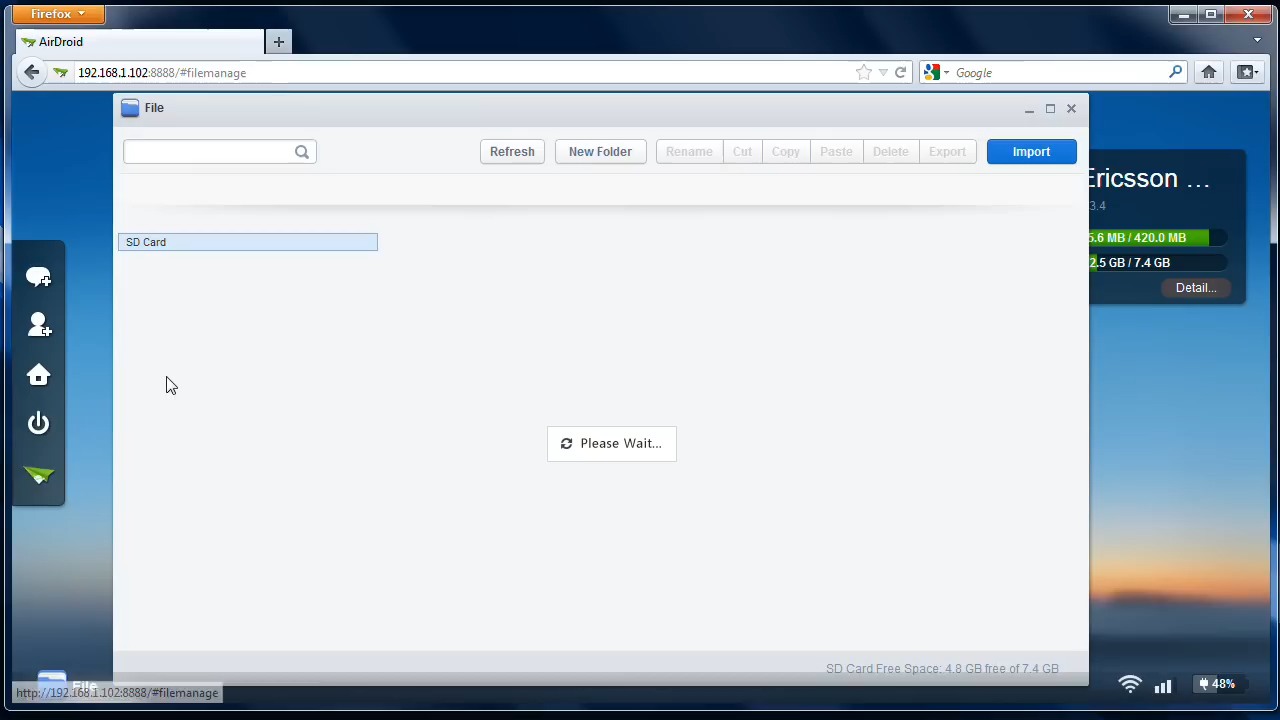 Firefox
AirDroid
192.168.1.102:8888/#filemanage
Google
File
Refresh
New Folder
Rename
Cut
Copy
Paste
Delete
Export
Import
Ericsson ...
3.4
5.6 MB / 420.0 MB
2.5 GB / 7.4 GB
Detail...
SD Card
Please Wait...
SD Card Free Space: 4.8 GB free of 7.4 GB
File
http://192.168.1.102:8888/#filemanage
48%